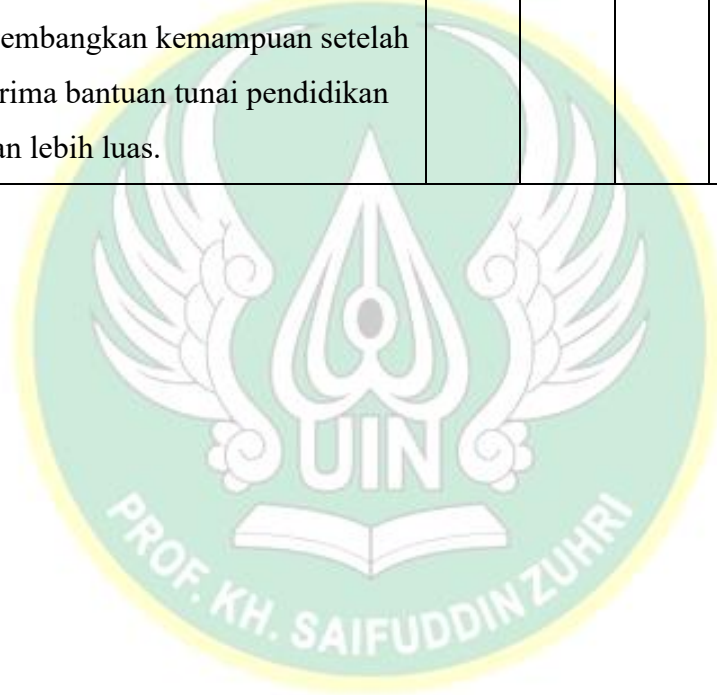 embangkan kemampuan setelah
rima bantuan tunai pendidikan
an lebih luas.
UIN
PROF. KH. SAIFUDDIN ZUHRI